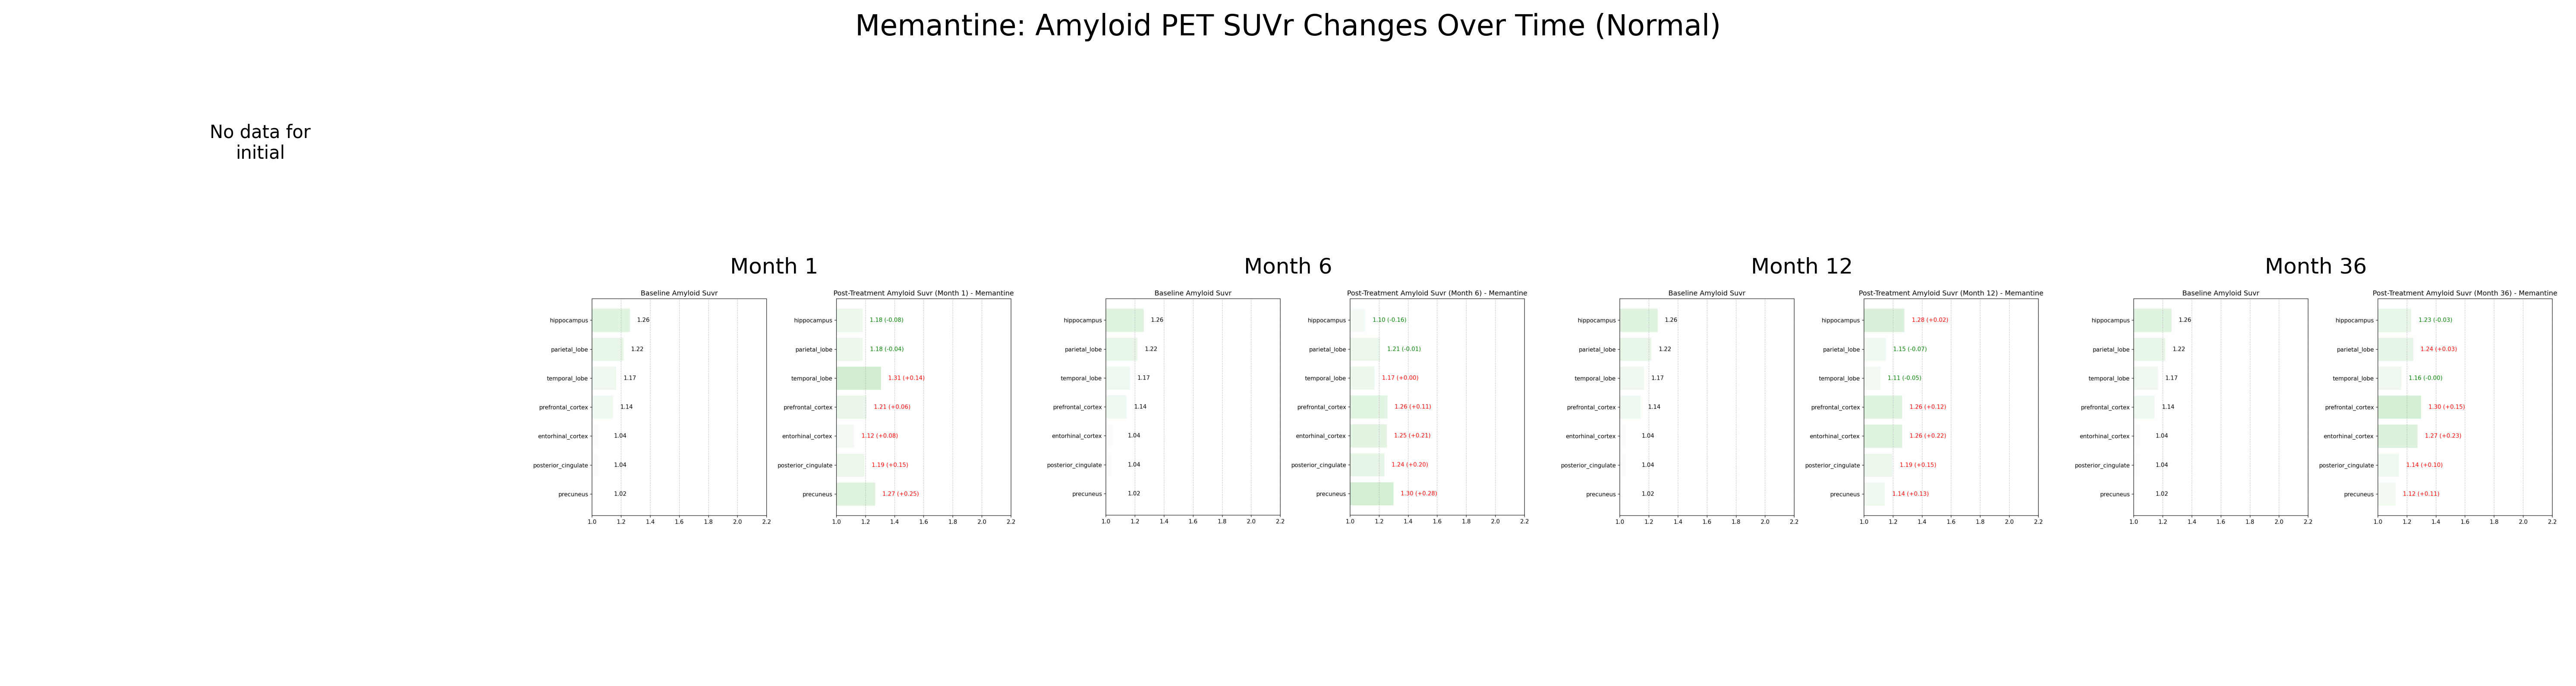 Memantine: Amyloid PET SUVr Changes Over Time (Normal)
No data for
initial
Month 1
Baseline Amyloid Suvr
hippocampus 1.26
parietal_lobe 1.22
temporal_lobe 1.17
prefrontal_cortex 1.14
entorhinal_cortex 1.04
posterior_cingulate 1.04
precuneus 1.02
1.0 1.2 1.4 1.6 1.8 2.0 2.2
Post-Treatment Amyloid Suvr (Month 1) - Memantine
hippocampus 1.18 (-0.08)
parietal_lobe 1.18 (-0.04)
temporal_lobe 1.31 (+0.14)
prefrontal_cortex 1.21 (+0.06)
entorhinal_cortex 1.12 (+0.08)
posterior_cingulate 1.19 (+0.15)
precuneus 1.27 (+0.25)
1.0 1.2 1.4 1.6 1.8 2.0 2.2
Month 6
Baseline Amyloid Suvr
hippocampus 1.26
parietal_lobe 1.22
temporal_lobe 1.17
prefrontal_cortex 1.14
entorhinal_cortex 1.04
posterior_cingulate 1.04
precuneus 1.02
1.0 1.2 1.4 1.6 1.8 2.0 2.2
Post-Treatment Amyloid Suvr (Month 6) - Memantine
hippocampus 1.10 (-0.16)
parietal_lobe 1.21 (-0.01)
temporal_lobe 1.17 (+0.00)
prefrontal_cortex 1.26 (+0.11)
entorhinal_cortex 1.25 (+0.21)
posterior_cingulate 1.24 (+0.20)
precuneus 1.30 (+0.28)
1.0 1.2 1.4 1.6 1.8 2.0 2.2
Month 12
Baseline Amyloid Suvr
hippocampus 1.26
parietal_lobe 1.22
temporal_lobe 1.17
prefrontal_cortex 1.14
entorhinal_cortex 1.04
posterior_cingulate 1.04
precuneus 1.02
1.0 1.2 1.4 1.6 1.8 2.0 2.2
Post-Treatment Amyloid Suvr (Month 12) - Memantine
hippocampus 1.28 (+0.02)
parietal_lobe 1.15 (-0.07)
temporal_lobe 1.11 (-0.05)
prefrontal_cortex 1.26 (+0.12)
entorhinal_cortex 1.26 (+0.22)
posterior_cingulate 1.19 (+0.15)
precuneus 1.14 (+0.13)
1.0 1.2 1.4 1.6 1.8 2.0 2.2
Month 36
Baseline Amyloid Suvr
hippocampus 1.26
parietal_lobe 1.22
temporal_lobe 1.17
prefrontal_cortex 1.14
entorhinal_cortex 1.04
posterior_cingulate 1.04
precuneus 1.02
1.0 1.2 1.4 1.6 1.8 2.0 2.2
Post-Treatment Amyloid Suvr (Month 36) - Memantine
hippocampus 1.23 (-0.03)
parietal_lobe 1.24 (+0.03)
temporal_lobe 1.16 (-0.00)
prefrontal_cortex 1.30 (+0.15)
entorhinal_cortex 1.27 (+0.23)
posterior_cingulate 1.14 (+0.10)
precuneus 1.12 (+0.11)
1.0 1.2 1.4 1.6 1.8 2.0 2.2